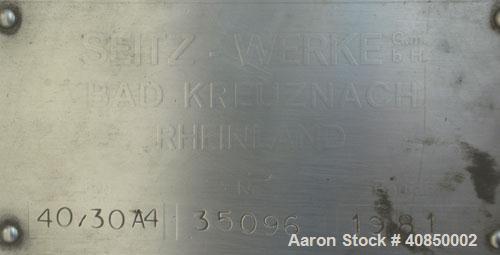 SEITZ - WERKE GmbH
BAD KREUZNACH
RHEINLAND
40/30A4 35096 1981
Aaron Stock # 40850002